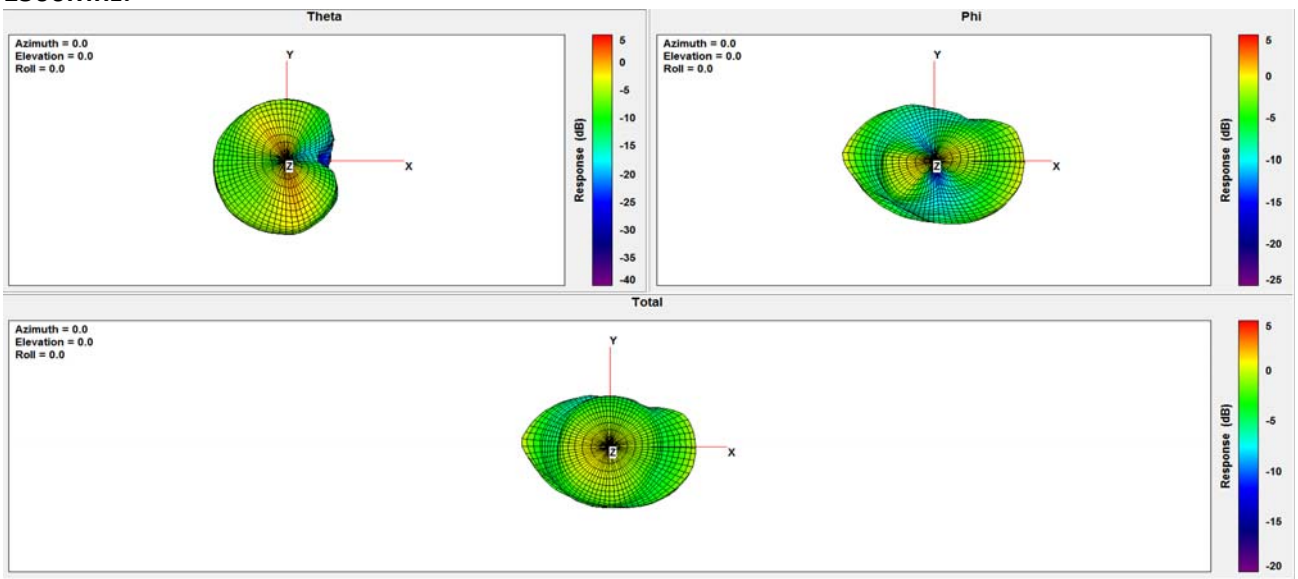 Theta
Azimuth = 0.0
Elevation = 0.0
Roll = 0.0
Y
X
Z
5
0
-5
-10
-15
-20
-25
-30
-35
-40
Response (dB)
Phi
Azimuth = 0.0
Elevation = 0.0
Roll = 0.0
Y
X
Z
5
0
-5
-10
-15
-20
-25
Response (dB)
Total
Azimuth = 0.0
Elevation = 0.0
Roll = 0.0
Y
X
Z
5
0
-5
-10
-15
-20
Response (dB)